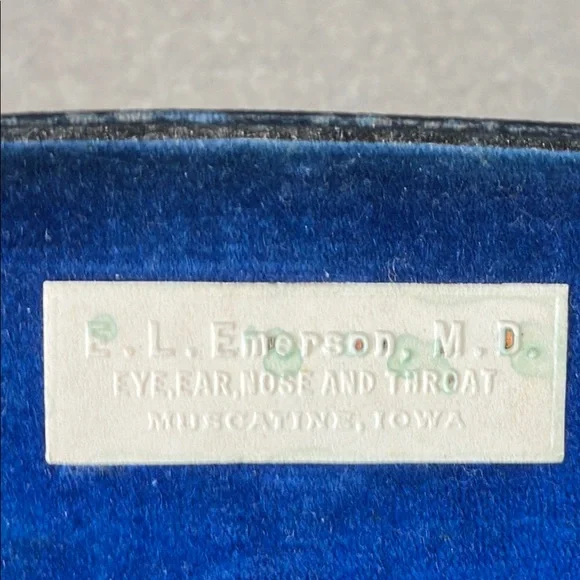 E. L. Emerson, M.D.
EYE, EAR, NOSE AND THROAT
MUSCATINE, IOWA